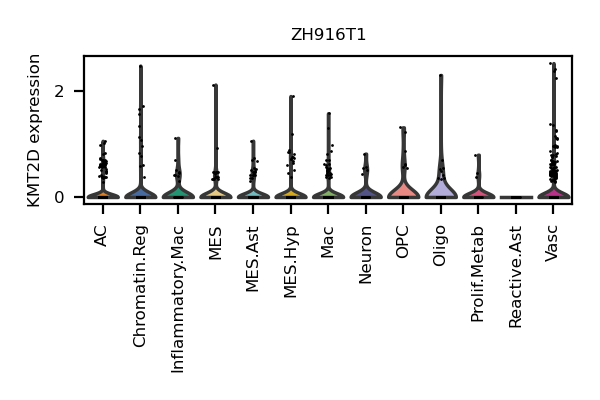 ZH916T1
KMT2D expression
2
0
AC
Chromatin.Reg
Inflammatory.Mac
MES
MES.Ast
MES.Hyp
Mac
Neuron
OPC
Oligo
Prolif.Metab
Reactive.Ast
Vasc